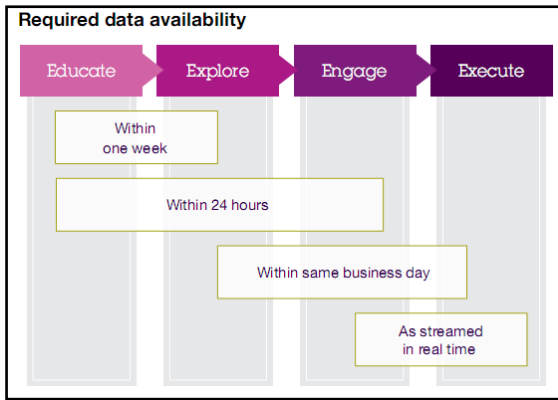 Required data availability
Educate Explore Engage Execute
Within
one week
Within 24 hours
Within same business day
As streamed
in real time